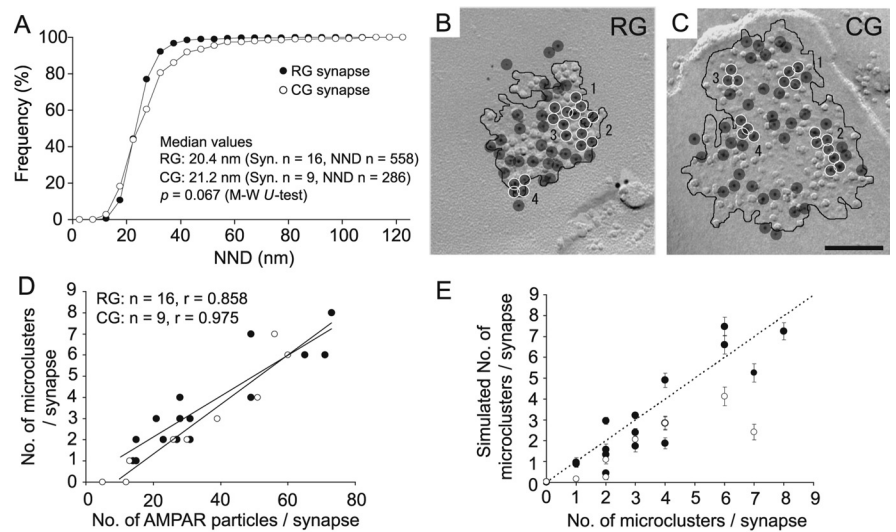 A
Frequency (%)
100
80
60
40
20
0
RG synapse
CG synapse
Median values
RG: 20.4 nm (Syn. n = 16, NND n = 558)
CG: 21.2 nm (Syn. n = 9, NND n = 286)
p = 0.067 (M-W U-test)
0 20 40 60 80 100 120
NND (nm)
B
RG
1
2
3
4
C
CG
1
2
3
4
D
RG: n = 16, r = 0.858
CG: n = 9, r = 0.975
No. of microclusters
/ synapse
9
8
7
6
5
4
3
2
1
0
0 20 40 60 80
No. of AMPAR particles / synapse
E
Simulated No. of
microclusters / synapse
9
8
7
6
5
4
3
2
1
0
0 1 2 3 4 5 6 7 8 9
No. of microclusters / synapse